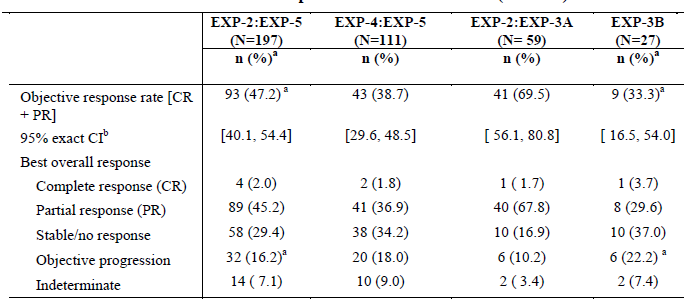 EXP-2:EXP-5 EXP-4:EXP-5 EXP-2:EXP-3A EXP-3B
(N=197) (N=111) (N= 59) (N=27)
n (%)a n (%) n (%) n (%)a
Objective response rate [CR 93 (47.2) a 43 (38.7) 41 (69.5) 9 (33.3)a
+ PR]
95% exact CIb [40.1, 54.4] [29.6, 48.5] [ 56.1, 80.8] [ 16.5, 54.0]
Best overall response
Complete response (CR) 4 (2.0) 2 (1.8) 1 ( 1.7) 1 (3.7)
Partial response (PR) 89 (45.2) 41 (36.9) 40 (67.8) 8 (29.6)
Stable/no response 58 (29.4) 38 (34.2) 10 (16.9) 10 (37.0)
Objective progression 32 (16.2)a 20 (18.0) 6 (10.2) 6 (22.2) a
Indeterminate 14 ( 7.1) 10 (9.0) 2 ( 3.4) 2 (7.4)